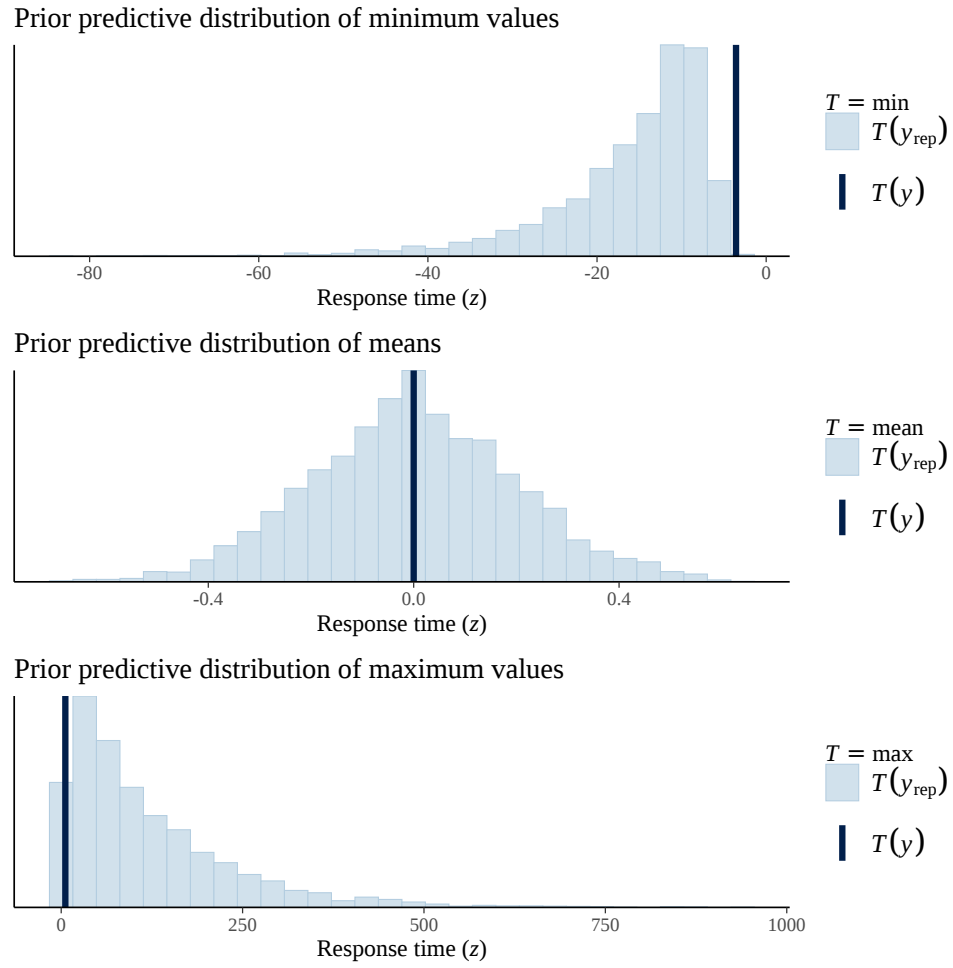 Prior predictive distribution of minimum values
T = min
T(y_rep)
T(y)
-80 -60 -40 -20 0
Response time (z)
Prior predictive distribution of means
T = mean
T(y_rep)
T(y)
-0.4 0.0 0.4
Response time (z)
Prior predictive distribution of maximum values
T = max
T(y_rep)
T(y)
0 250 500 750 1000
Response time (z)